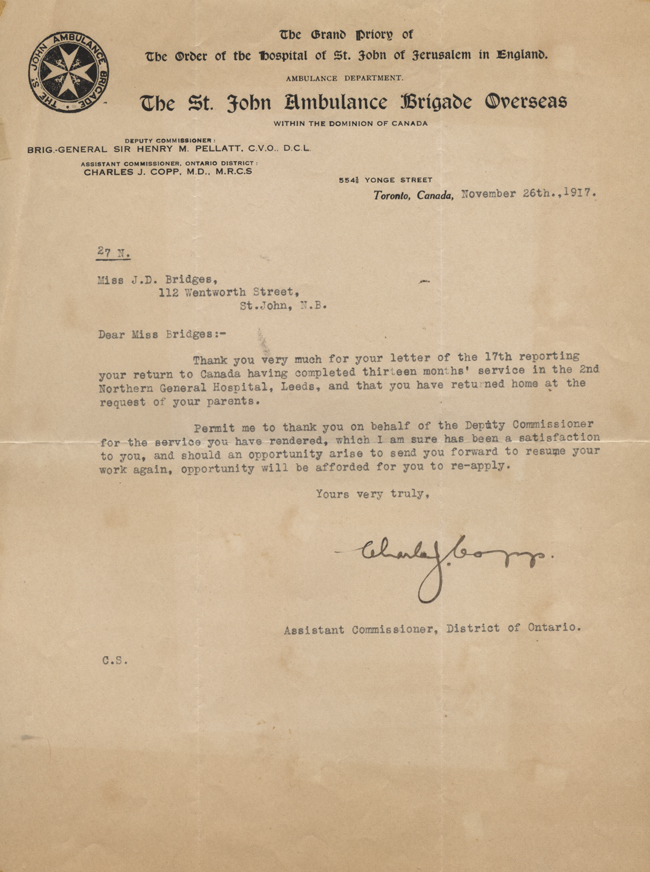 THE ST. JOHN AMBULANCE BRIGADE
The Grand Priory of
The Order of the Hospital of St. John of Jerusalem in England.
AMBULANCE DEPARTMENT.
The St. John Ambulance Brigade Overseas
WITHIN THE DOMINION OF CANADA
DEPUTY COMMISSIONER:
BRIG.-GENERAL SIR HENRY M. PELLATT, C.V.O., D.C.L.
ASSISTANT COMMISSIONER, ONTARIO DISTRICT:
CHARLES J. COPP, M.D., M.R.C.S
554½ YONGE STREET
Toronto, Canada, November 26th.,1917.
27 N.
Miss J.D. Bridges,
112 Wentworth Street,
St.John, N.B.
Dear Miss Bridges:-
Thank you very much for your letter of the 17th reporting
your return to Canada having completed thirteen months' service in the 2nd
Northern General Hospital, Leeds, and that you have returned home at the
request of your parents.
Permit me to thank you on behalf of the Deputy Commissioner
for the service you have rendered, which I am sure has been a satisfaction
to you, and should an opportunity arise to send you forward to resume your
work again, opportunity will be afforded for you to re-apply.
Yours very truly,
Charles J. Copp.
Assistant Commissioner, District of Ontario.
C.S.